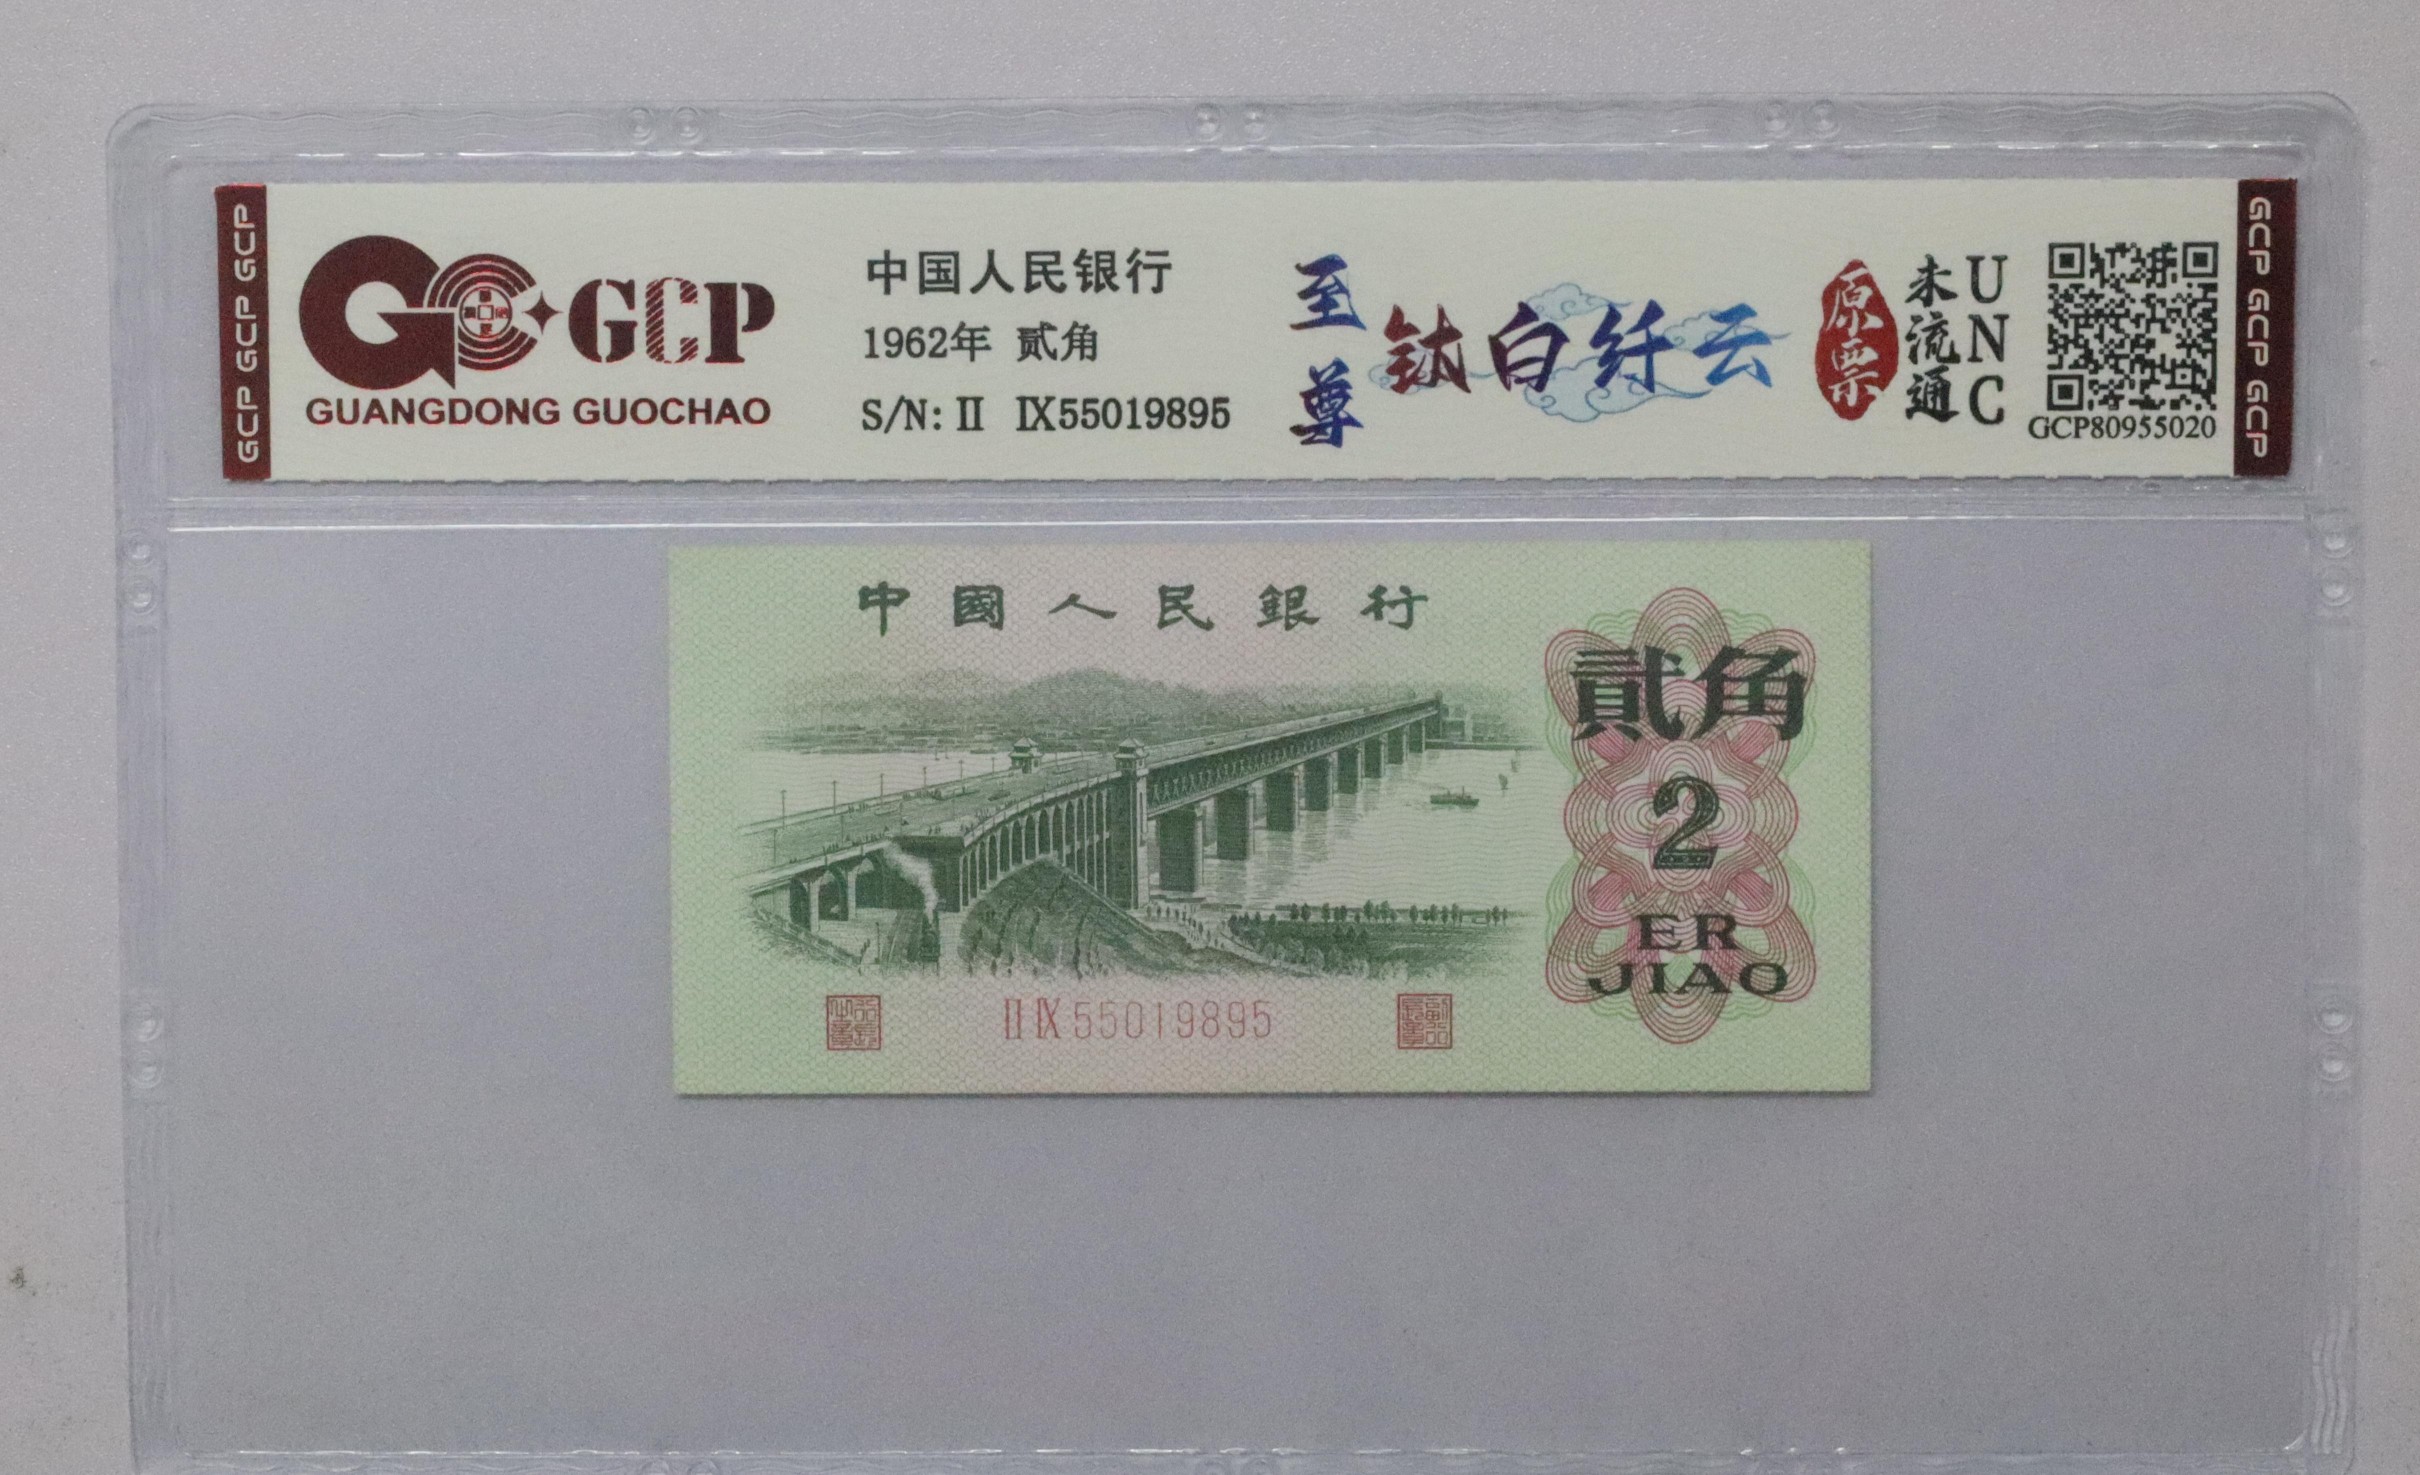 GCP GCP GCP
GCP
GUANGDONG GUOCHAO
中国人民银行
1962年 贰角
S/N: II IX55019895
至尊
钛白纤云
原票
未流通
UNC
GCP80955020
GCP GCP GCP
中國人民銀行
貳角
2
ER
JIAO
II IX 55019895